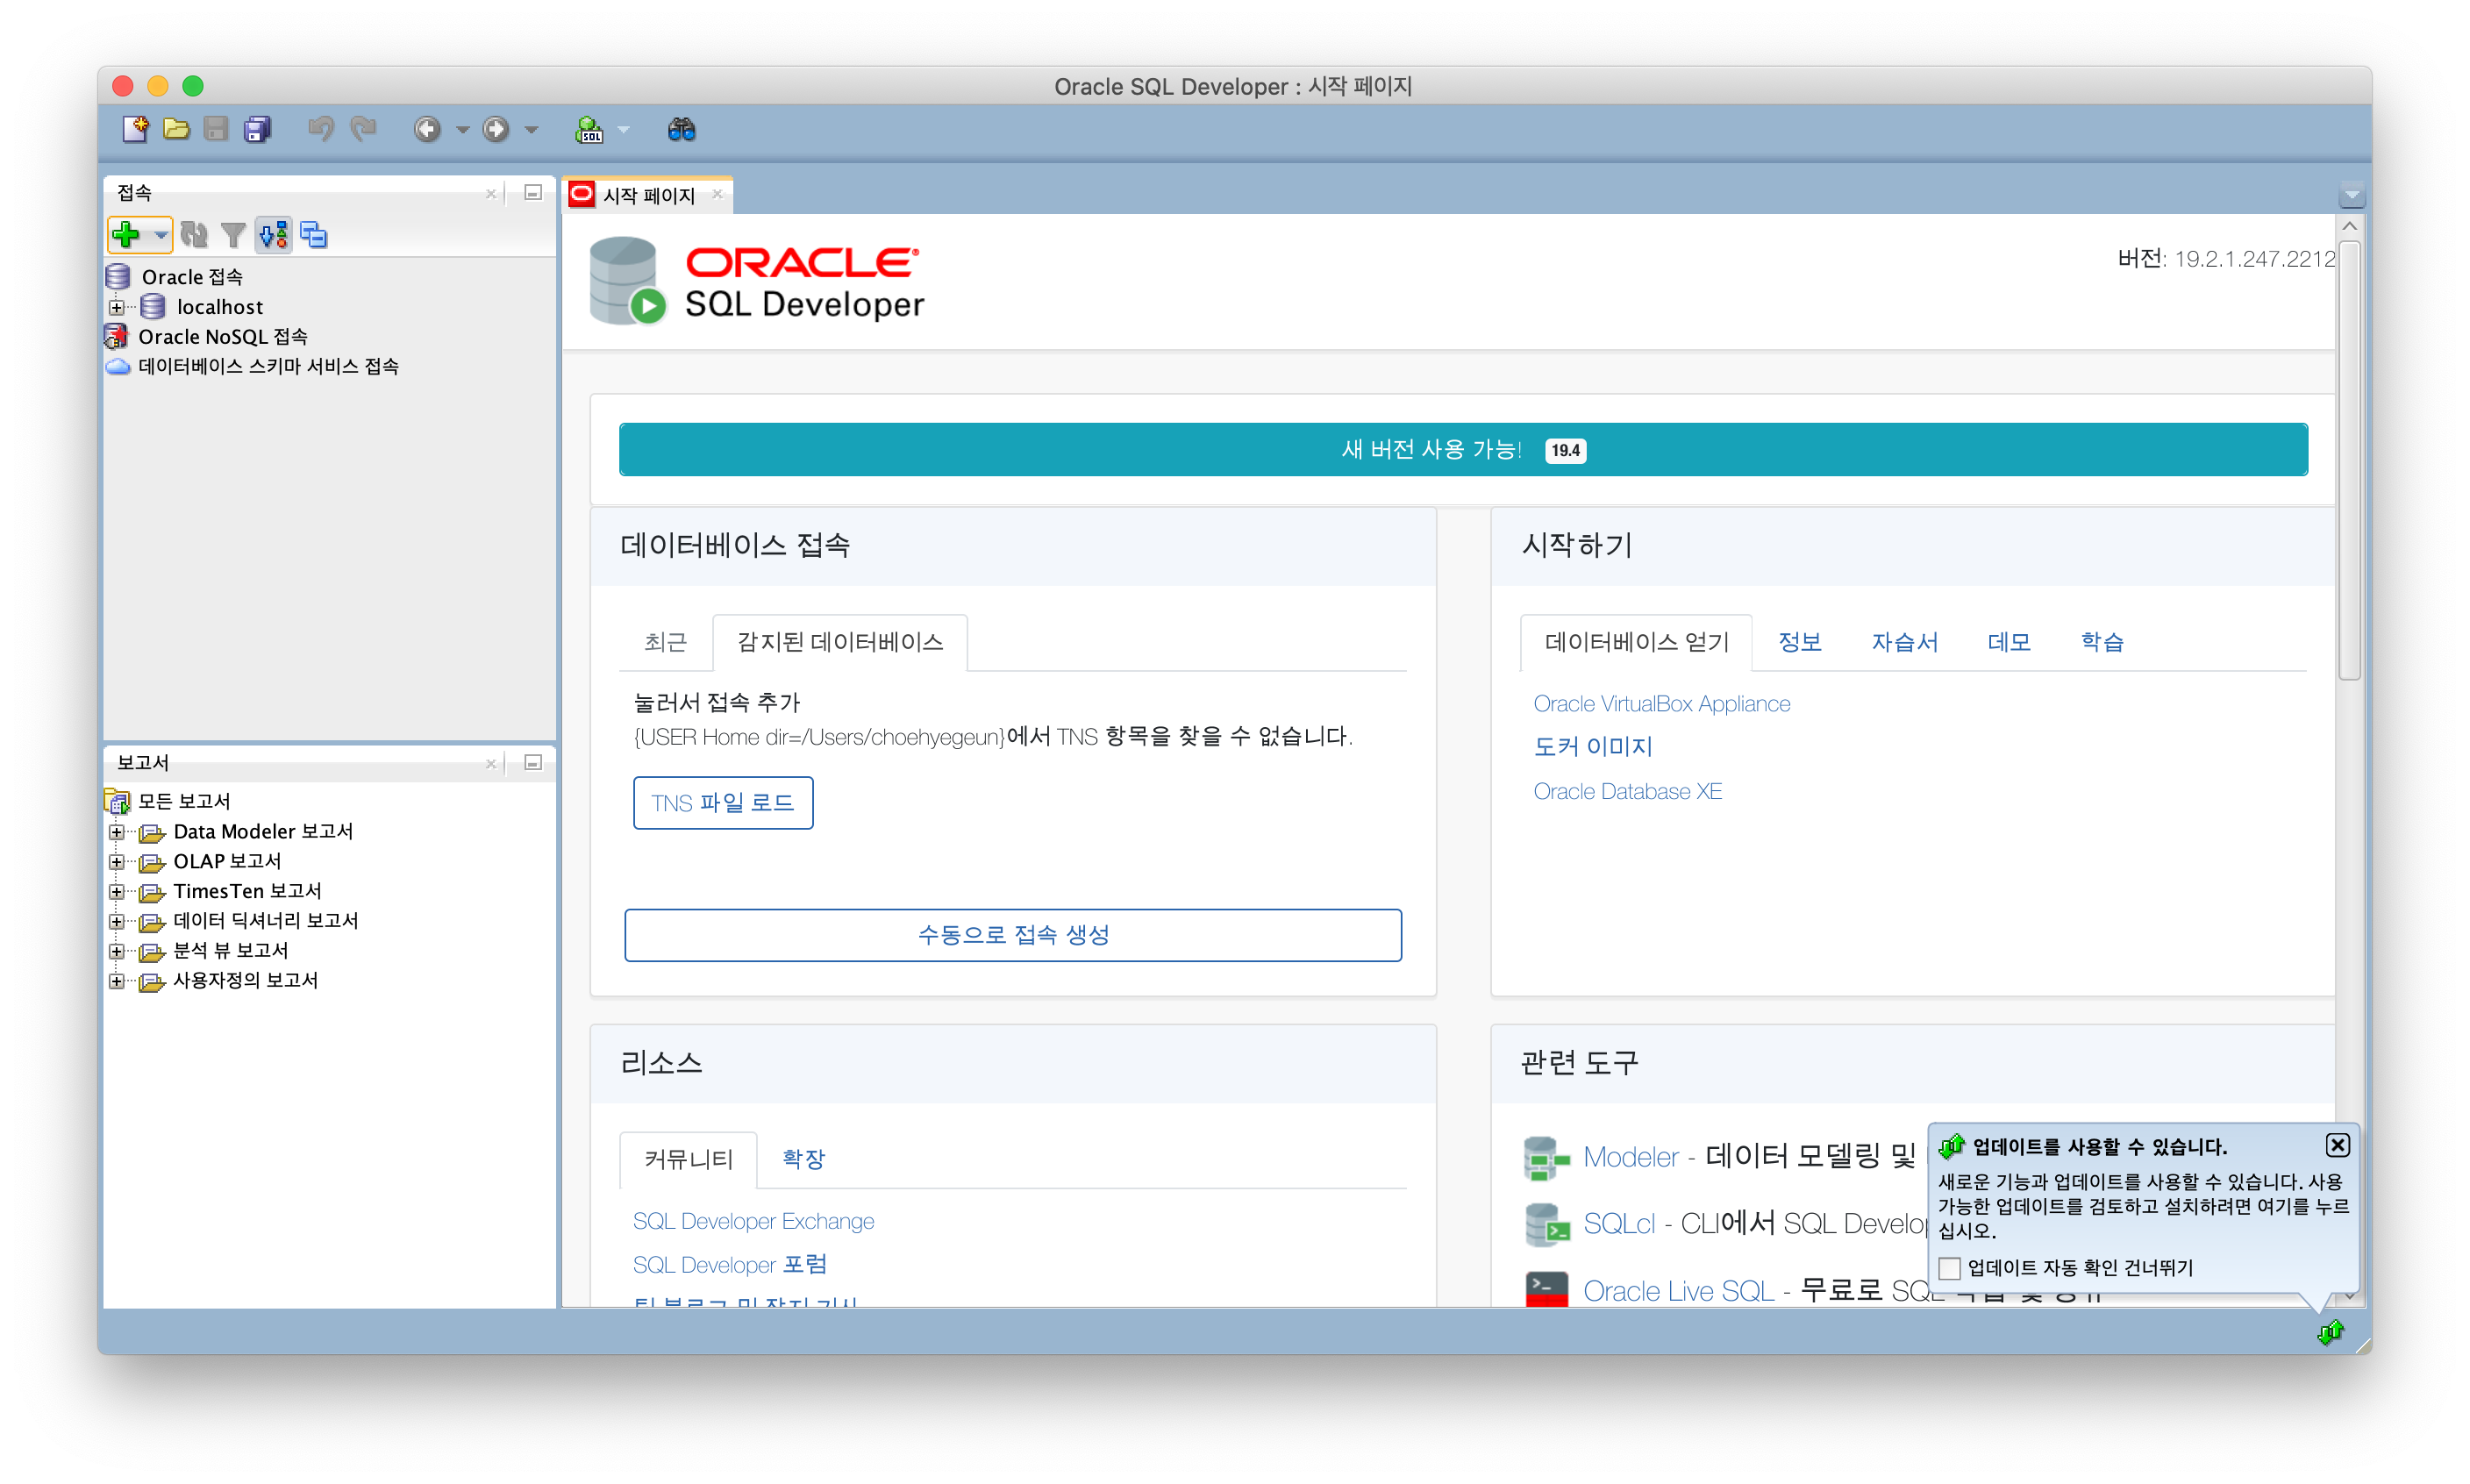 Oracle SQL Developer : 시작 페이지
SQL
접속
Oracle 접속
localhost
Oracle NoSQL 접속
데이터베이스 스키마 서비스 접속
보고서
모든 보고서
Data Modeler 보고서
OLAP 보고서
TimesTen 보고서
데이터 딕셔너리 보고서
분석 뷰 보고서
사용자정의 보고서
시작 페이지
ORACLE
SQL Developer
버전: 19.2.1.247.2212
새 버전 사용 가능! 19.4
데이터베이스 접속
최근 감지된 데이터베이스
눌러서 접속 추가
{USER Home dir=/Users/choehyegeun}에서 TNS 항목을 찾을 수 없습니다.
TNS 파일 로드
수동으로 접속 생성
시작하기
데이터베이스 얻기 정보 자습서 데모 학습
Oracle VirtualBox Appliance
도커 이미지
Oracle Database XE
리소스
커뮤니티 확장
SQL Developer Exchange
SQL Developer 포럼
관련 도구
Modeler - 데이터 모델링 및
SQLcl - CLI에서 SQL Develop
Oracle Live SQL - 무료로 SQL
업데이트를 사용할 수 있습니다.
새로운 기능과 업데이트를 사용할 수 있습니다. 사용
가능한 업데이트를 검토하고 설치하려면 여기를 누르
십시오.
업데이트 자동 확인 건너뛰기